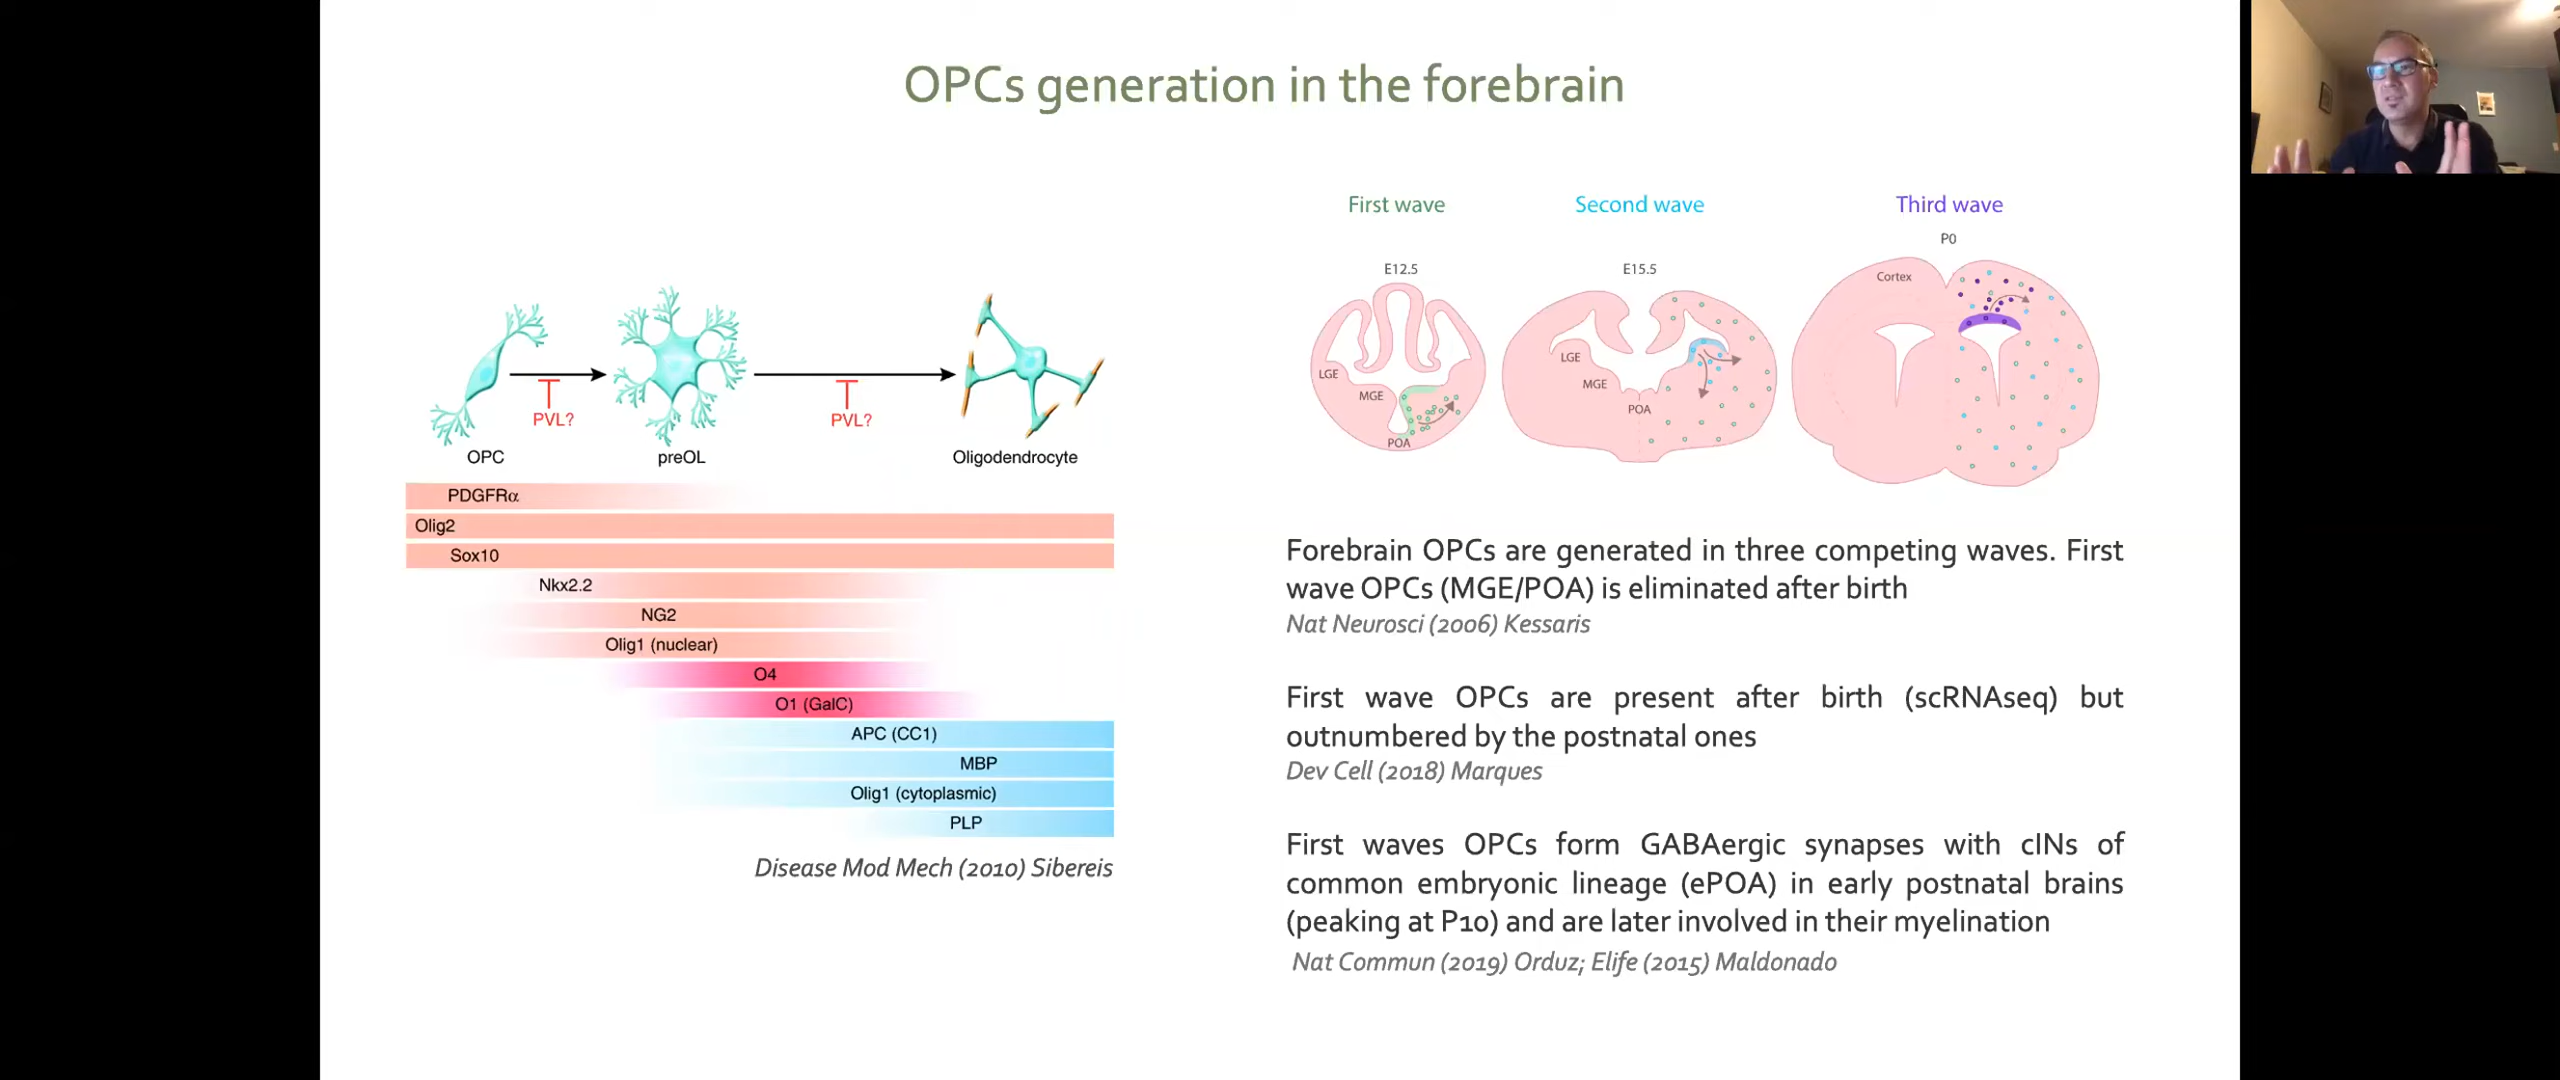 OPCs generation in the forebrain
PVL?
PVL?
OPC
preOL
Oligodendrocyte
PDGFRα
Olig2
Sox10
Nkx2.2
NG2
Olig1 (nuclear)
O4
O1 (GalC)
APC (CC1)
MBP
Olig1 (cytoplasmic)
PLP
Disease Mod Mech (2010) Sibereis
First wave
Second wave
Third wave
E12.5
E15.5
P0
LGE
MGE
POA
LGE
MGE
POA
Cortex
Forebrain OPCs are generated in three competing waves. First
wave OPCs (MGE/POA) is eliminated after birth
Nat Neurosci (2006) Kessaris
First wave OPCs are present after birth (scRNAseq) but
outnumbered by the postnatal ones
Dev Cell (2018) Marques
First waves OPCs form GABAergic synapses with cINs of
common embryonic lineage (ePOA) in early postnatal brains
(peaking at P10) and are later involved in their myelination
Nat Commun (2019) Orduz; Elife (2015) Maldonado